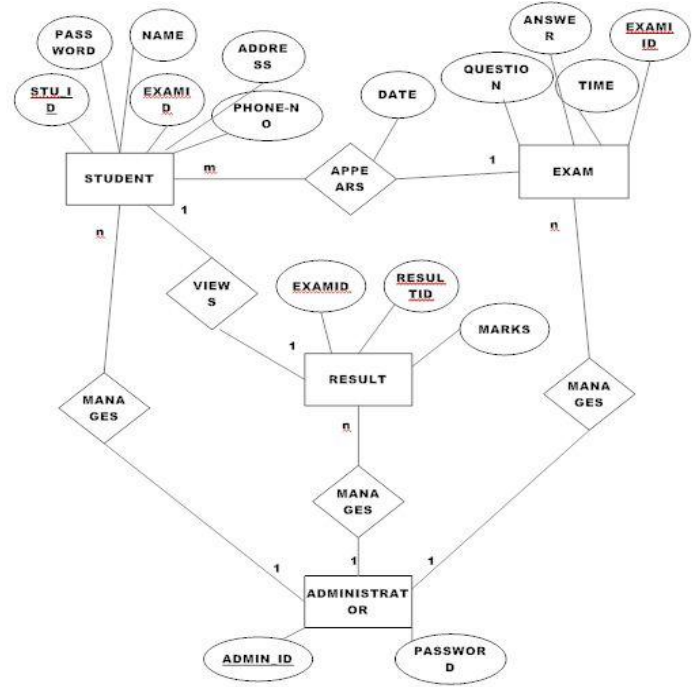 PASS
WORD
NAME
ADDRE
SS
STU_I
D
EXAMI
D
PHONE-N
O
DATE
ANSWE
R
EXAMI
ID
QUESTIO
N
TIME
STUDENT
m
APPE
ARS
1
EXAM
n
1
n
VIEW
S
EXAMID
RESUL
TID
MARKS
1
RESULT
MANA
GES
n
MANA
GES
MANA
GES
1
1
1
ADMINISTRAT
OR
ADMIN_ID
PASSWOR
D